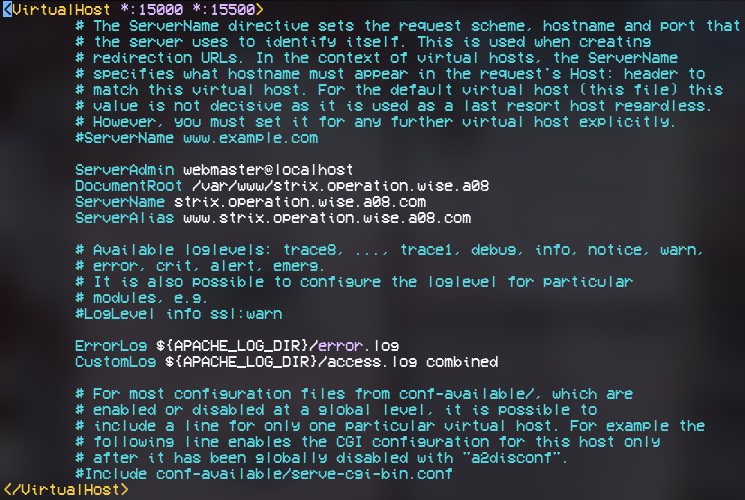 <VirtualHost *:15000 *:15500>
# The ServerName directive sets the request scheme, hostname and port that
# the server uses to identify itself. This is used when creating
# redirection URLs. In the context of virtual hosts, the ServerName
# specifies what hostname must appear in the request's Host: header to
# match this virtual host. For the default virtual host (this file) this
# value is not decisive as it is used as a last resort host regardless.
# However, you must set it for any further virtual host explicitly.
#ServerName www.example.com
ServerAdmin webmaster@localhost
DocumentRoot /var/www/strix.operation.wise.a08
ServerName strix.operation.wise.a08.com
ServerAlias www.strix.operation.wise.a08.com
# Available loglevels: trace8, ..., trace1, debug, info, notice, warn,
# error, crit, alert, emerg.
# It is also possible to configure the loglevel for particular
# modules, e.g.
#LogLevel info ssl:warn
ErrorLog ${APACHE_LOG_DIR}/error.log
CustomLog ${APACHE_LOG_DIR}/access.log combined
# For most configuration files from conf-available/, which are
# enabled or disabled at a global level, it is possible to
# include a line for only one particular virtual host. For example the
# following line enables the CGI configuration for this host only
# after it has been globally disabled with "a2disconf".
#Include conf-available/serve-cgi-bin.conf
</VirtualHost>